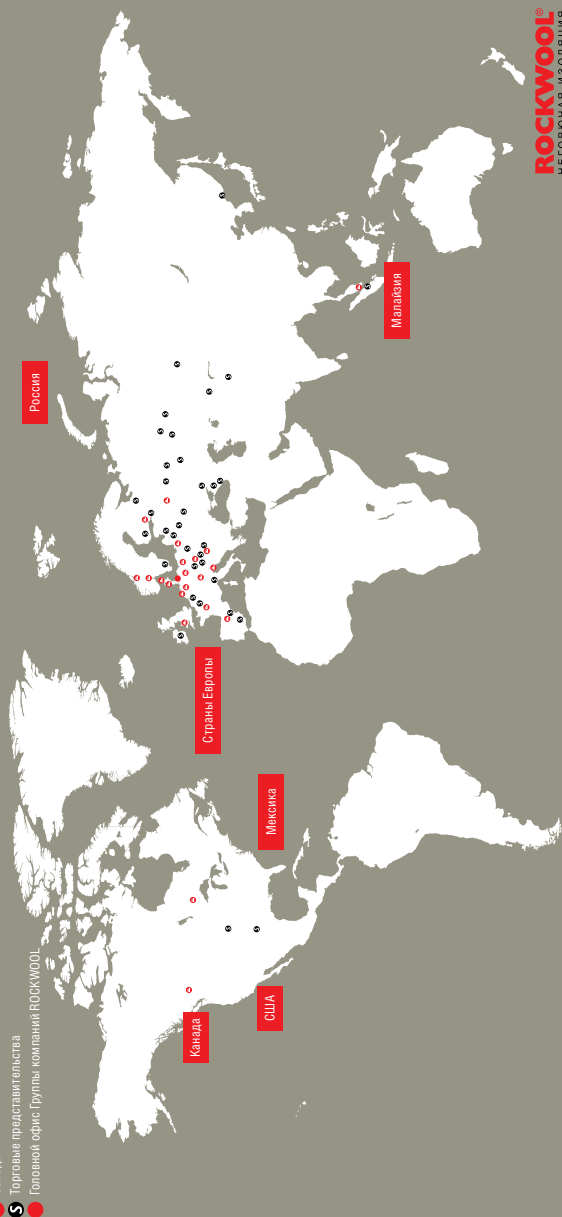 Торговые представительства
Головной офис Группы компаний ROCKWOOL
Россия
Страны Европы
Канада
США
Мексика
Малайзия
ROCKWOOL®
НЕГОРЮЧАЯ ИЗОЛЯЦИЯ